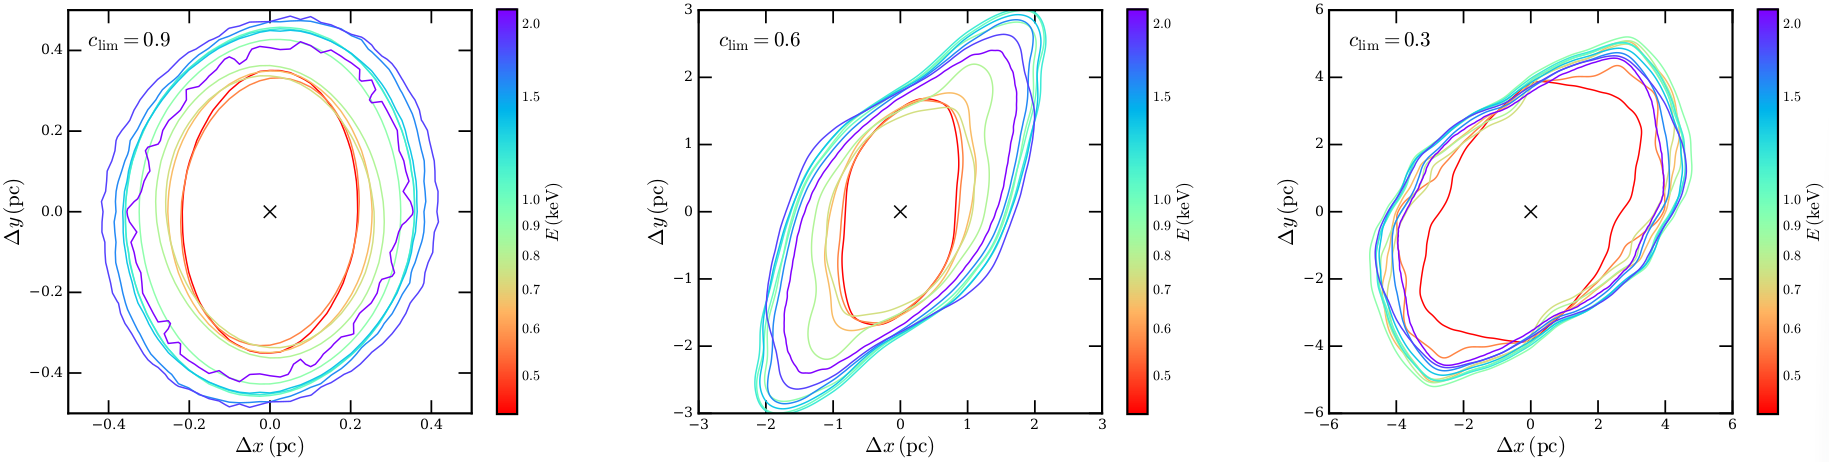 c_lim = 0.9
0.4
0.2
0.0
−0.2
−0.4
Δy (pc)
−0.4 −0.2 0.0 0.2 0.4
Δx (pc)
2.0
1.5
1.0
0.9
0.8
0.7
0.6
0.5
E (keV)
c_lim = 0.6
3
2
1
0
−1
−2
−3
Δy (pc)
−3 −2 −1 0 1 2 3
Δx (pc)
2.0
1.5
1.0
0.9
0.8
0.7
0.6
0.5
E (keV)
c_lim = 0.3
6
4
2
0
−2
−4
−6
Δy (pc)
−6 −4 −2 0 2 4 6
Δx (pc)
2.0
1.5
1.0
0.9
0.8
0.7
0.6
0.5
E (keV)